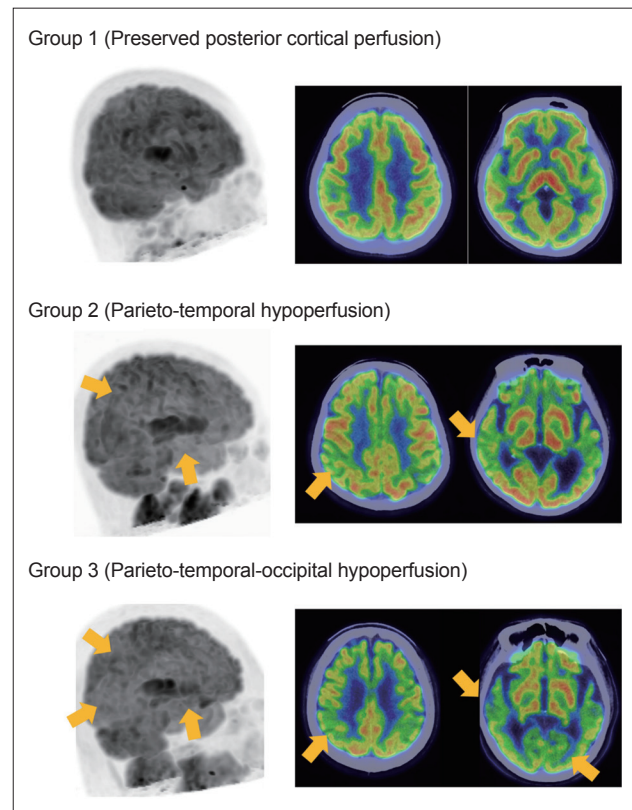 Group 1 (Preserved posterior cortical perfusion)
Group 2 (Parieto-temporal hypoperfusion)
Group 3 (Parieto-temporal-occipital hypoperfusion)